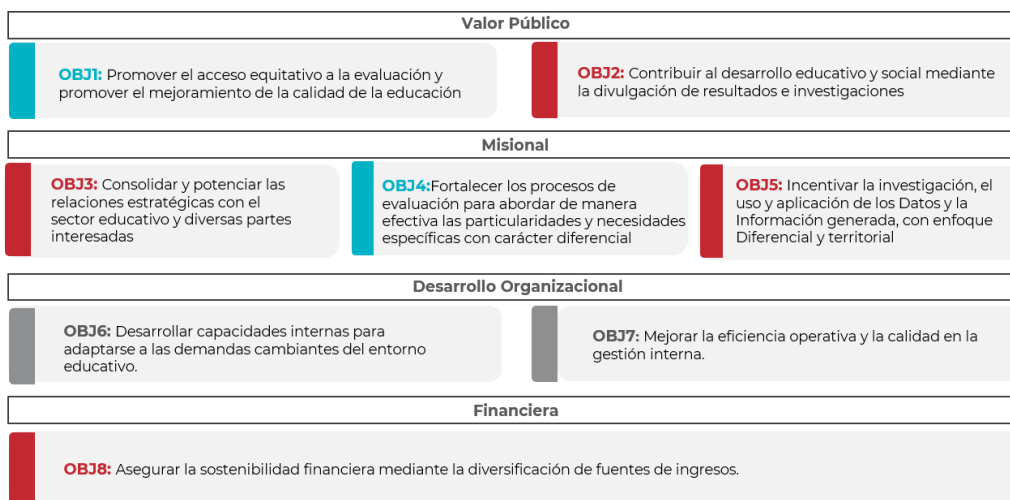 Valor Público
OBJ1: Promover el acceso equitativo a la evaluación y
promover el mejoramiento de la calidad de la educación
OBJ2: Contribuir al desarrollo educativo y social mediante
la divulgación de resultados e investigaciones
Misional
OBJ3: Consolidar y potenciar las
relaciones estratégicas con el
sector educativo y diversas partes
interesadas
OBJ4:Fortalecer los procesos de
evaluación para abordar de manera
efectiva las particularidades y necesidades
específicas con carácter diferencial
OBJ5: Incentivar la investigación, el
uso y aplicación de los Datos y la
Información generada, con enfoque
Diferencial y territorial
Desarrollo Organizacional
OBJ6: Desarrollar capacidades internas para
adaptarse a las demandas cambiantes del entorno
educativo.
OBJ7: Mejorar la eficiencia operativa y la calidad en la
gestión interna.
Financiera
OBJ8: Asegurar la sostenibilidad financiera mediante la diversificación de fuentes de ingresos.